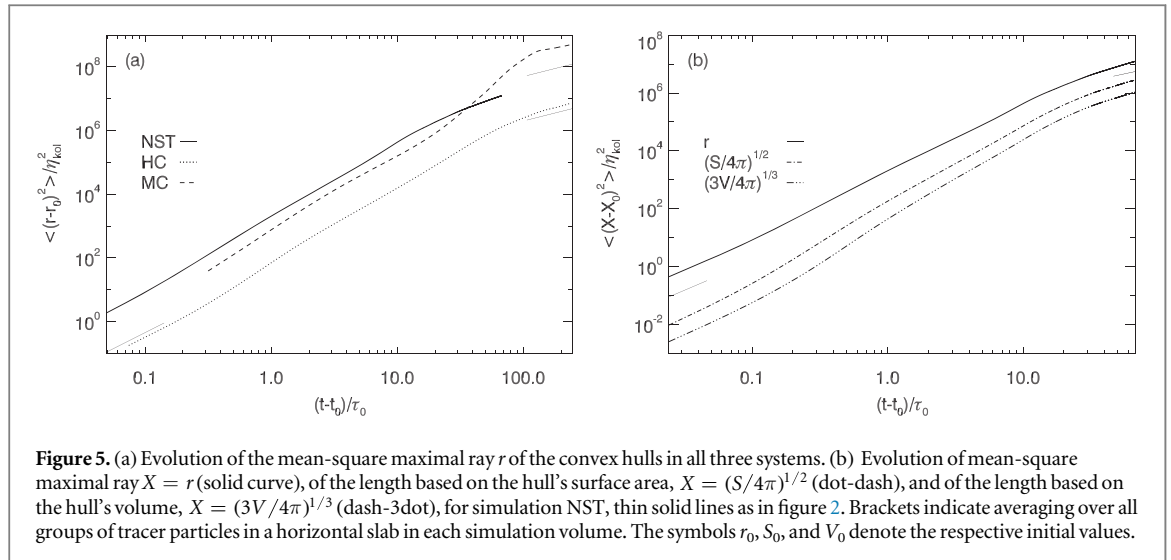 (a)
10^8
10^6
10^4
10^2
10^0
<(r-r_0)^2>/η_kol^2
NST
HC
MC
0.1 1.0 10.0 100.0
(t-t_0)/τ_0
(b)
10^8
10^6
10^4
10^2
10^0
10^-2
<(X-X_0)^2>/η_kol^2
r
(S/4π)^1/2
(3V/4π)^1/3
0.1 1.0 10.0
(t-t_0)/τ_0
Figure 5. (a) Evolution of the mean-square maximal ray r of the convex hulls in all three systems. (b) Evolution of mean-square
maximal ray X = r (solid curve), of the length based on the hull's surface area, X = (S/4π)^1/2 (dot-dash), and of the length based on
the hull's volume, X = (3V/4π)^1/3 (dash-3dot), for simulation NST, thin solid lines as in figure 2. Brackets indicate averaging over all
groups of tracer particles in a horizontal slab in each simulation volume. The symbols r_0, S_0, and V_0 denote the respective initial values.